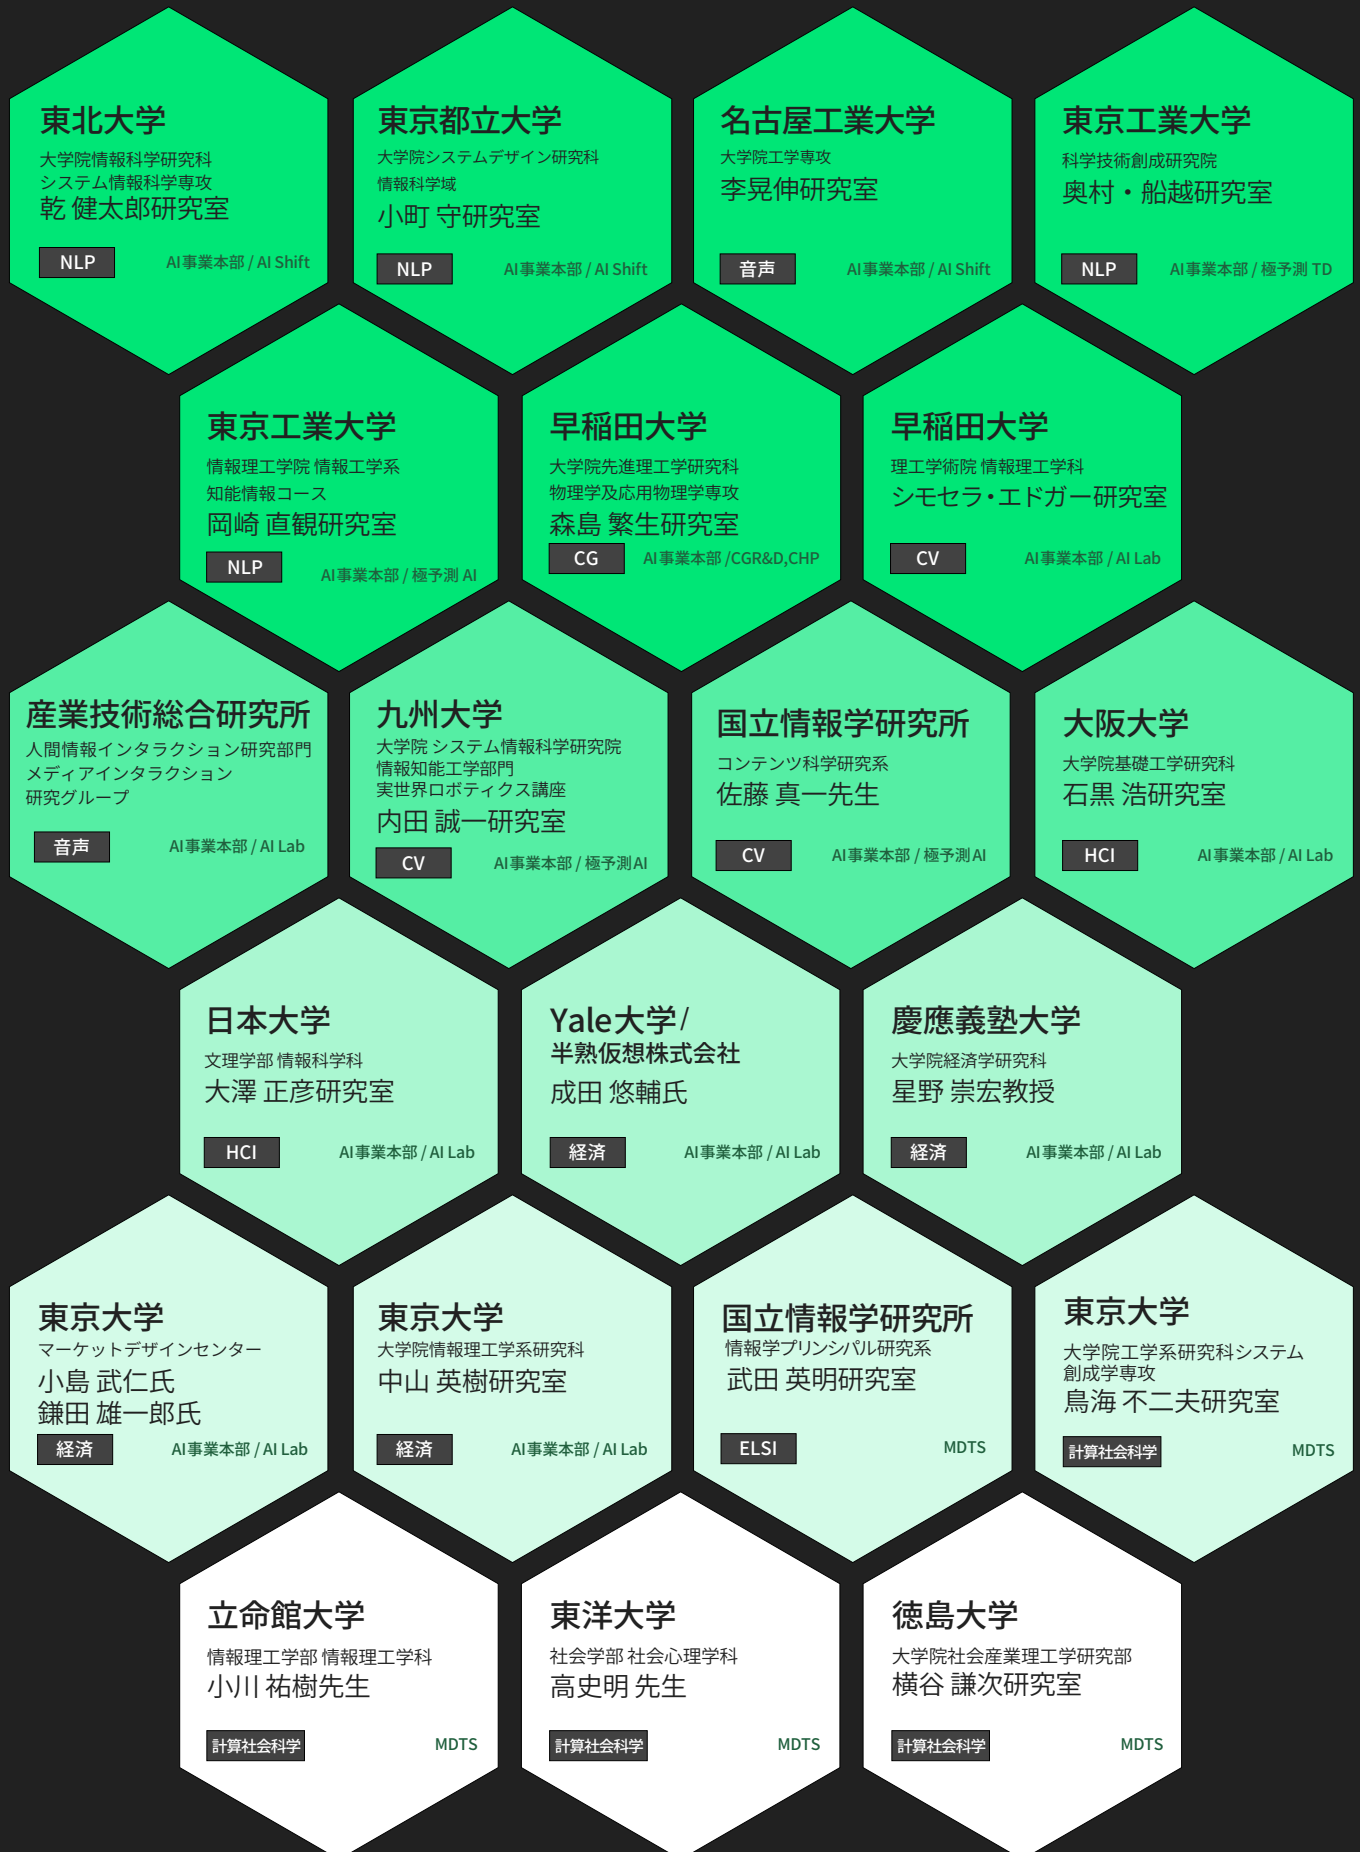 東北大学
大学院情報科学研究科
システム情報科学専攻
乾 健太郎研究室
NLP
AI事業本部 / AI Shift
東京都立大学
大学院システムデザイン研究科
情報科学域
小町 守研究室
NLP
AI事業本部 / AI Shift
名古屋工業大学
大学院工学専攻
李晃伸研究室
音声
AI事業本部 / AI Shift
東京工業大学
科学技術創成研究院
奥村・船越研究室
NLP
AI事業本部 / 極予測 TD
東京工業大学
情報理工学院 情報工学系
知能情報コース
岡崎 直観研究室
NLP
AI事業本部 / 極予測 AI
早稲田大学
大学院先進理工学研究科
物理学及応用物理学専攻
森島 繁生研究室
CG
AI事業本部 /CGR&D,CHP
早稲田大学
理工学術院 情報理工学科
シモセラ・エドガー研究室
CV
AI事業本部 / AI Lab
産業技術総合研究所
人間情報インタラクション研究部門
メディアインタラクション
研究グループ
音声
AI事業本部 / AI Lab
九州大学
大学院 システム情報科学研究院
情報知能工学部門
実世界ロボティクス講座
内田 誠一研究室
CV
AI事業本部 / 極予測AI
国立情報学研究所
コンテンツ科学研究系
佐藤 真一先生
CV
AI事業本部 / 極予測AI
大阪大学
大学院基礎工学研究科
石黒 浩研究室
HCI
AI事業本部 / AI Lab
日本大学
文理学部 情報科学科
大澤 正彦研究室
HCI
AI事業本部 / AI Lab
Yale大学/
半熟仮想株式会社
成田 悠輔氏
経済
AI事業本部 / AI Lab
慶應義塾大学
大学院経済学研究科
星野 崇宏教授
経済
AI事業本部 / AI Lab
東京大学
マーケットデザインセンター
小島 武仁氏
鎌田 雄一郎氏
経済
AI事業本部 / AI Lab
東京大学
大学院情報理工学系研究科
中山 英樹研究室
経済
AI事業本部 / AI Lab
国立情報学研究所
情報学プリンシパル研究系
武田 英明研究室
ELSI
MDTS
東京大学
大学院工学系研究科システム
創成学専攻
鳥海 不二夫研究室
計算社会科学
MDTS
立命館大学
情報理工学部 情報理工学科
小川 祐樹先生
計算社会科学
MDTS
東洋大学
社会学部 社会心理学科
高史明 先生
計算社会科学
MDTS
徳島大学
大学院社会産業理工学研究部
横谷 謙次研究室
計算社会科学
MDTS